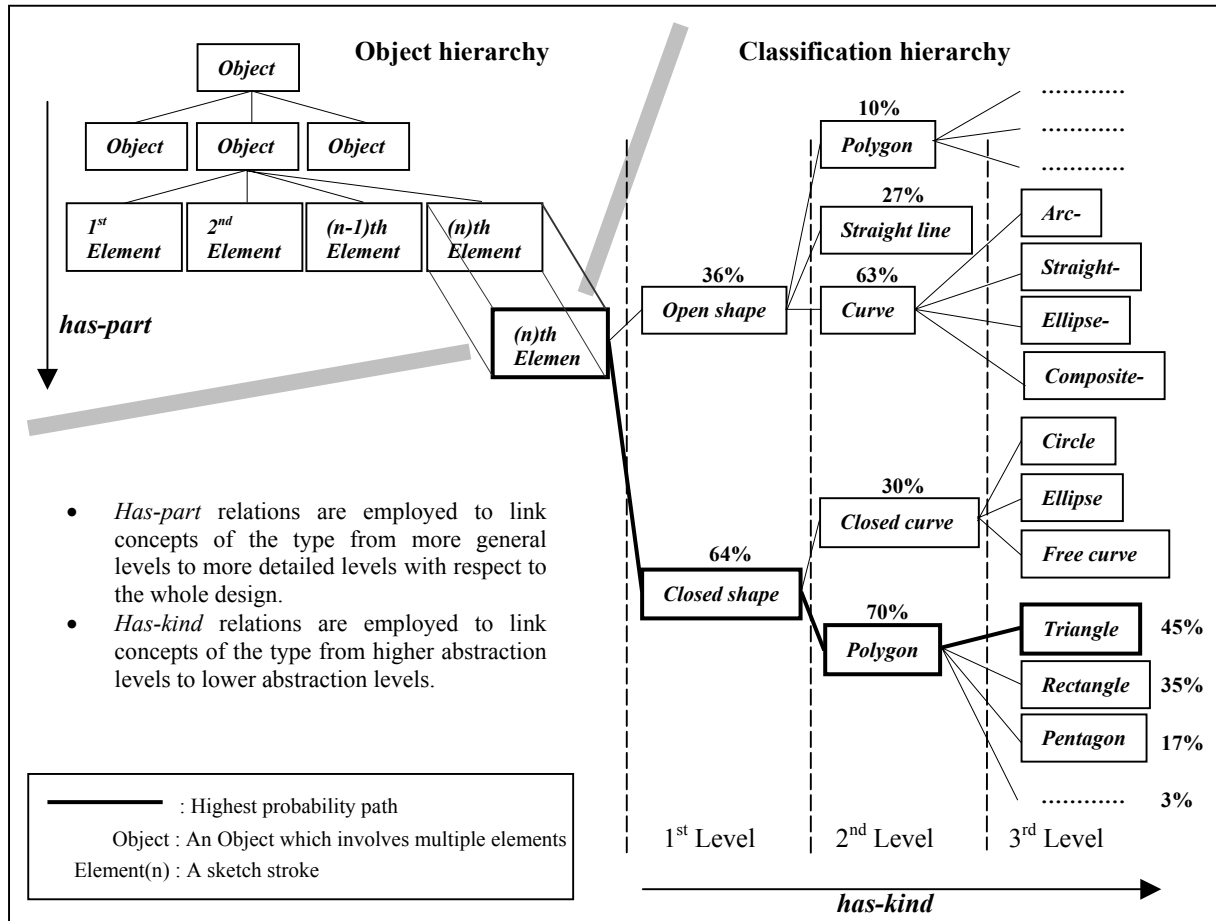 Object hierarchy
Object
Object
Object
Object
1st
Element
2nd
Element
(n-1)th
Element
(n)th
Element
(n)th
Elemen
has-part
Classification hierarchy
36%
Open shape
64%
Closed shape
10%
Polygon
27%
Straight line
63%
Curve
30%
Closed curve
70%
Polygon
............
............
............
Arc-
Straight-
Ellipse-
Composite-
Circle
Ellipse
Free curve
Triangle 45%
Rectangle 35%
Pentagon 17%
............ 3%
1st Level
2nd Level
3rd Level
has-kind
• Has-part relations are employed to link
concepts of the type from more general
levels to more detailed levels with respect to
the whole design.
• Has-kind relations are employed to link
concepts of the type from higher abstraction
levels to lower abstraction levels.
: Highest probability path
Object : An Object which involves multiple elements
Element(n) : A sketch stroke